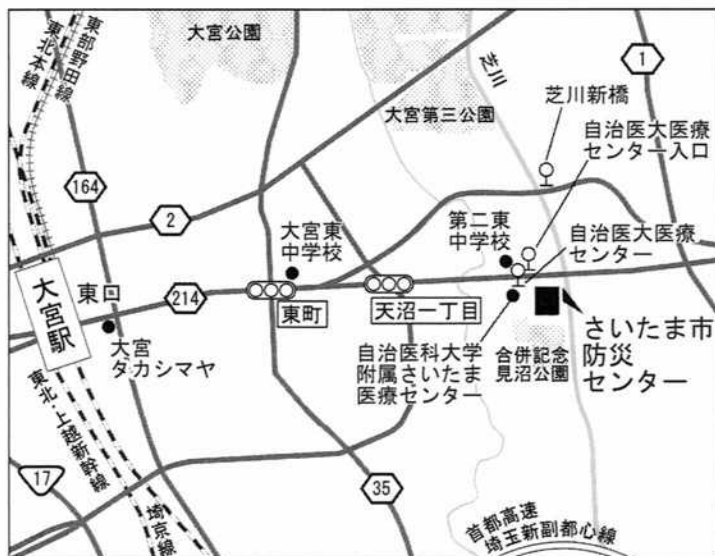 大宮公園
東武野田線
東北本線
芝川
1
大宮第三公園
芝川新橋
自治医大医療
センター入口
164
2
大宮東
中学校
第二東
中学校
自治医大医療
センター
大宮駅
東口
214
東町
天沼一丁目
大宮
タカシマヤ
自治医科大学
附属さいたま
医療センター
合併記念
見沼公園
さいたま市
防災
センター
東北・上越新幹線
17
35
埼京線
首都高速
埼玉新副都心線